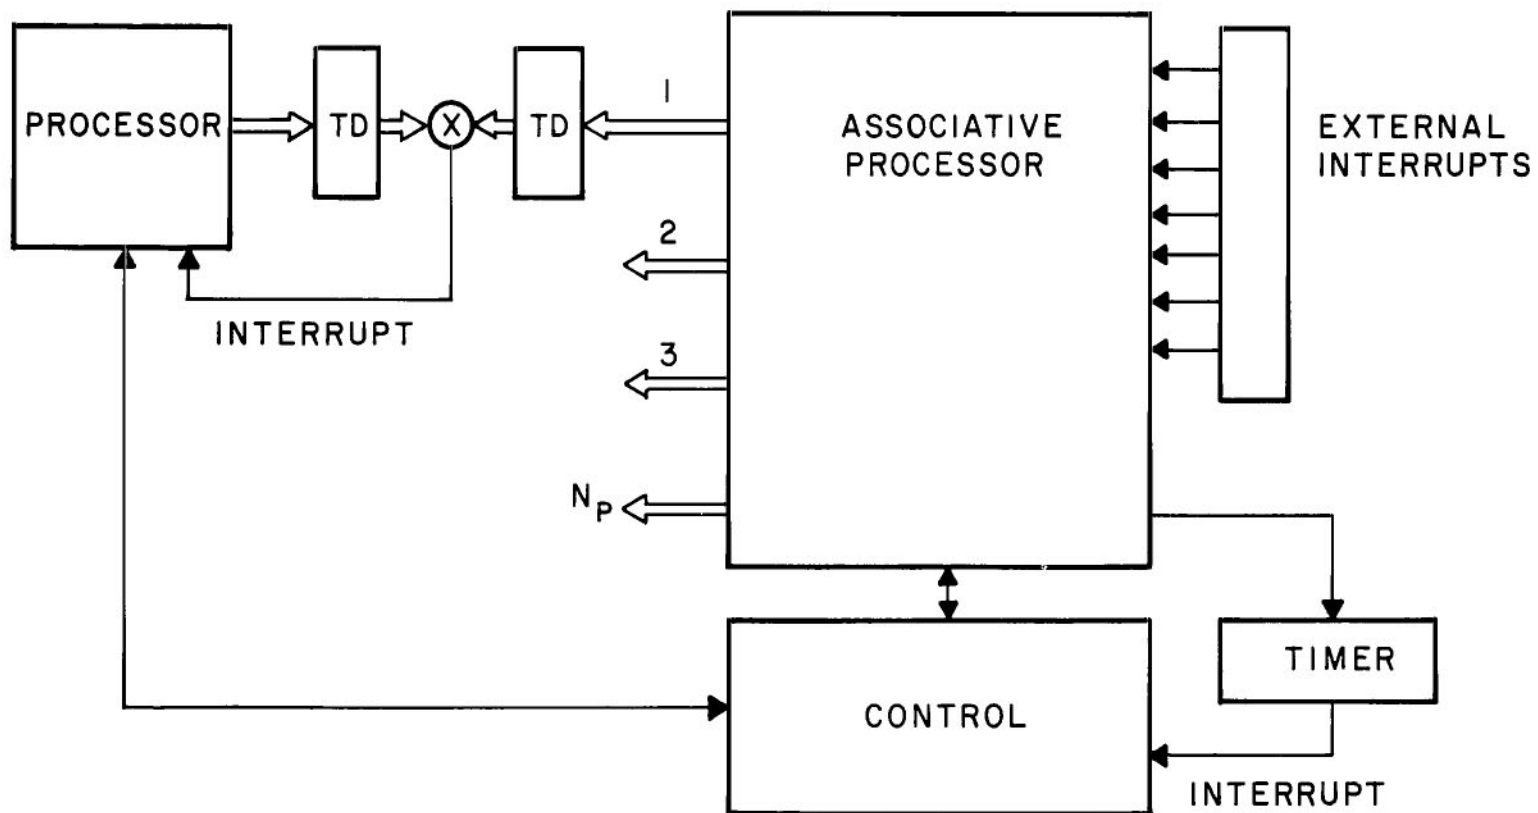 PROCESSOR
TD
X
TD
1
ASSOCIATIVE
PROCESSOR
EXTERNAL
INTERRUPTS
2
INTERRUPT
3
NP
TIMER
CONTROL
INTERRUPT